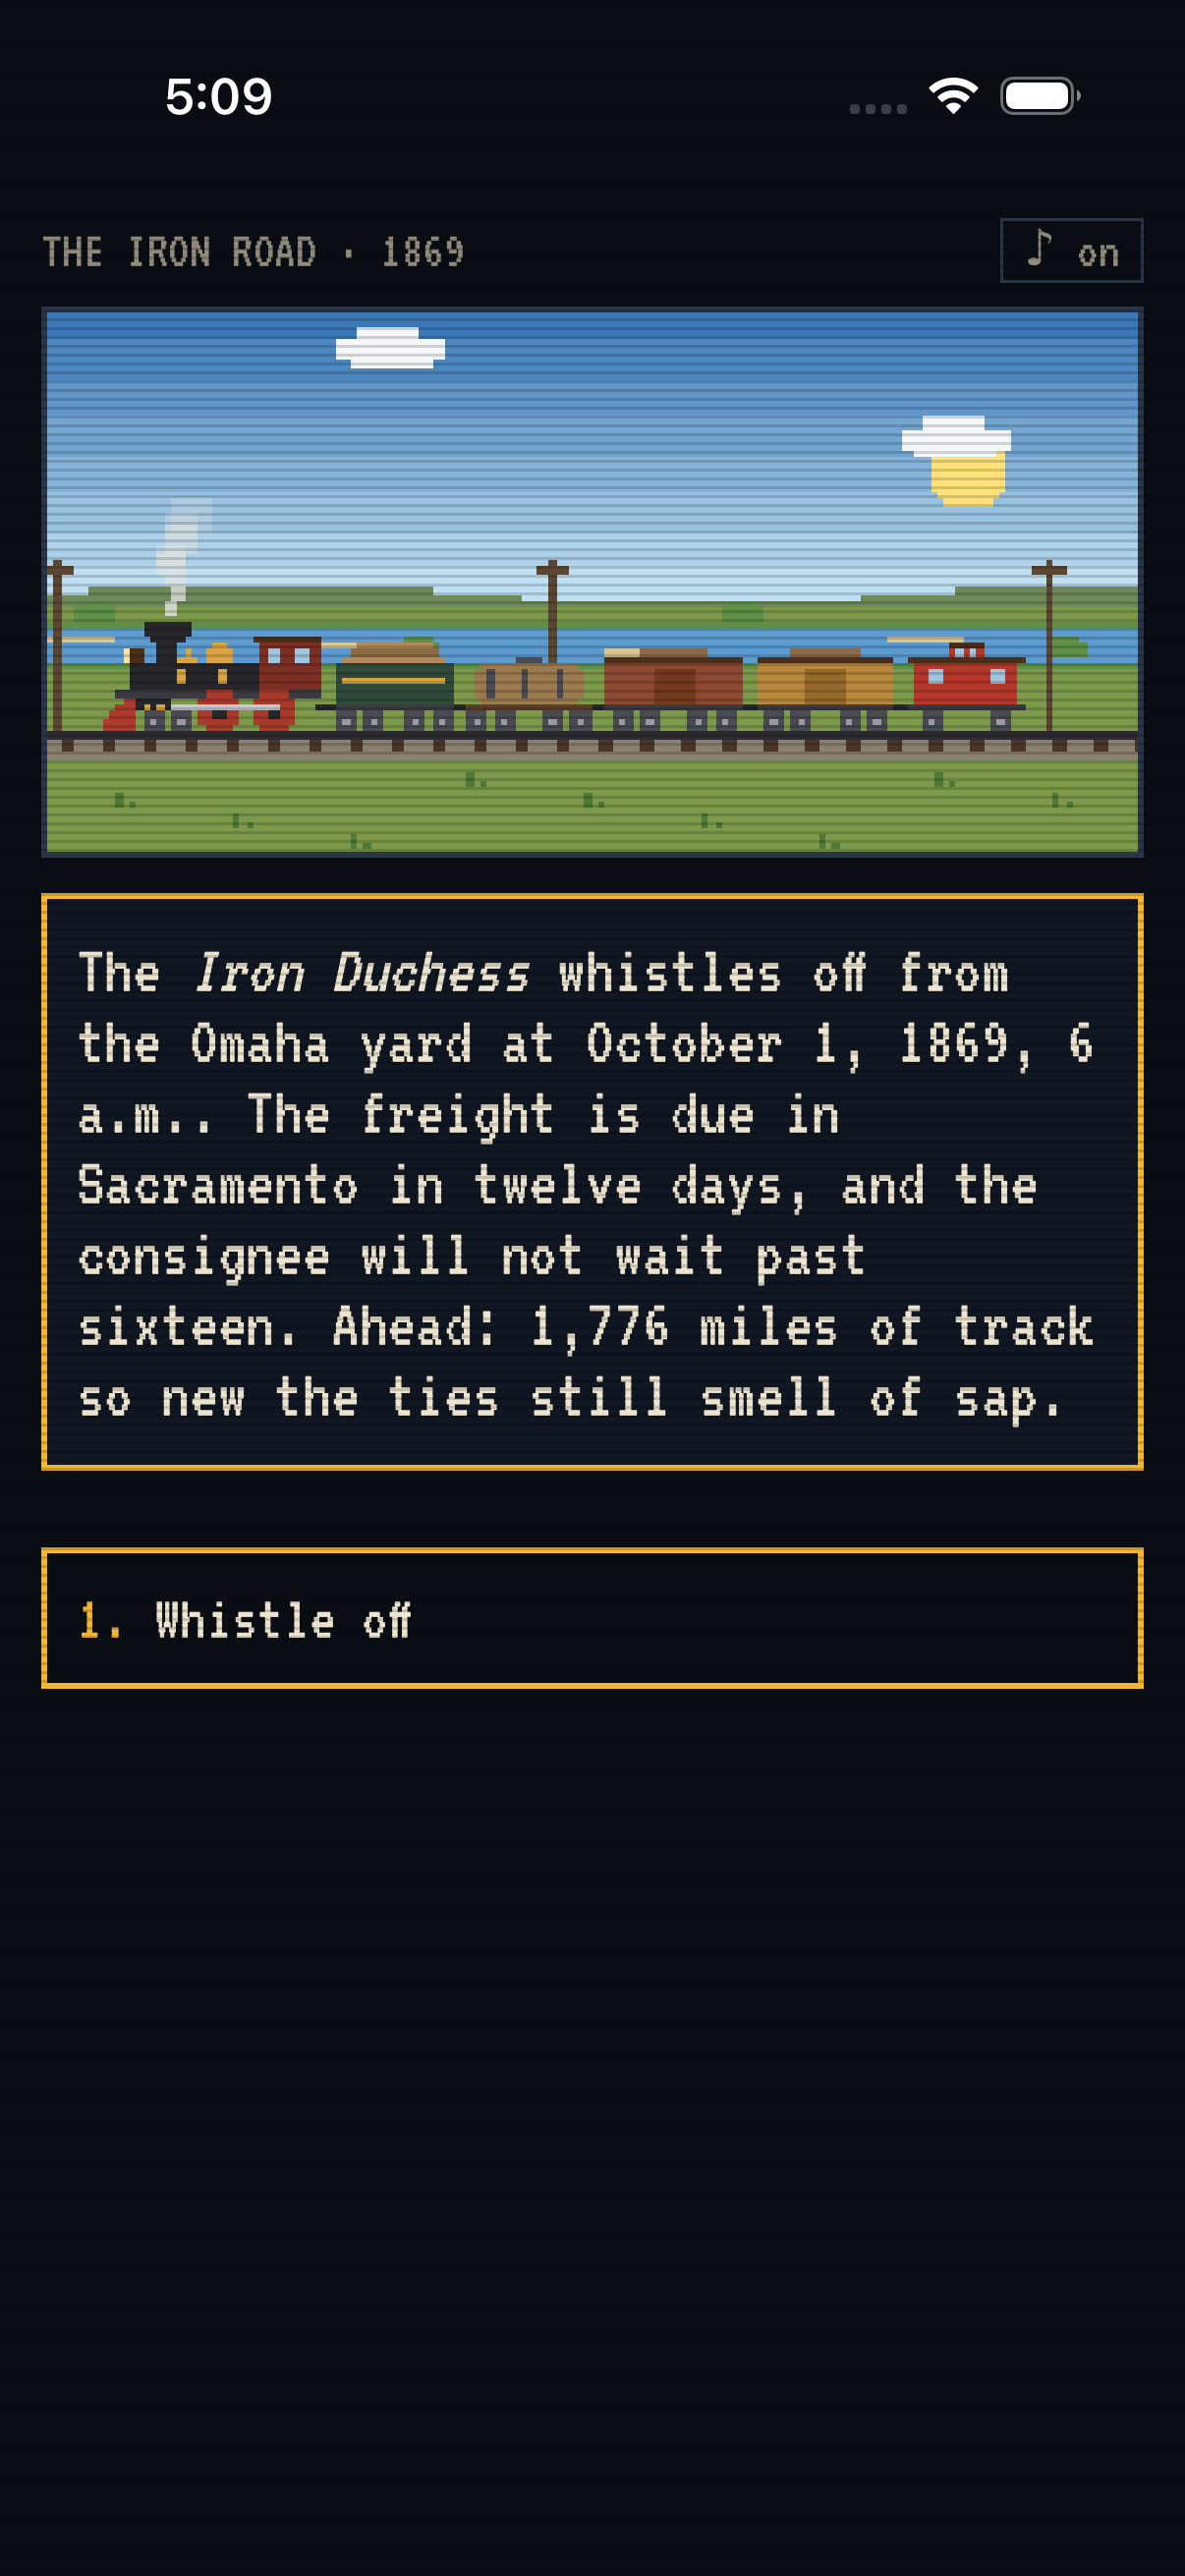 5:09
THE IRON ROAD · 1869
♪ on
The Iron Duchess whistles off from
the Omaha yard at October 1, 1869, 6
a.m.. The freight is due in
Sacramento in twelve days, and the
consignee will not wait past
sixteen. Ahead: 1,776 miles of track
so new the ties still smell of sap.
1. Whistle off